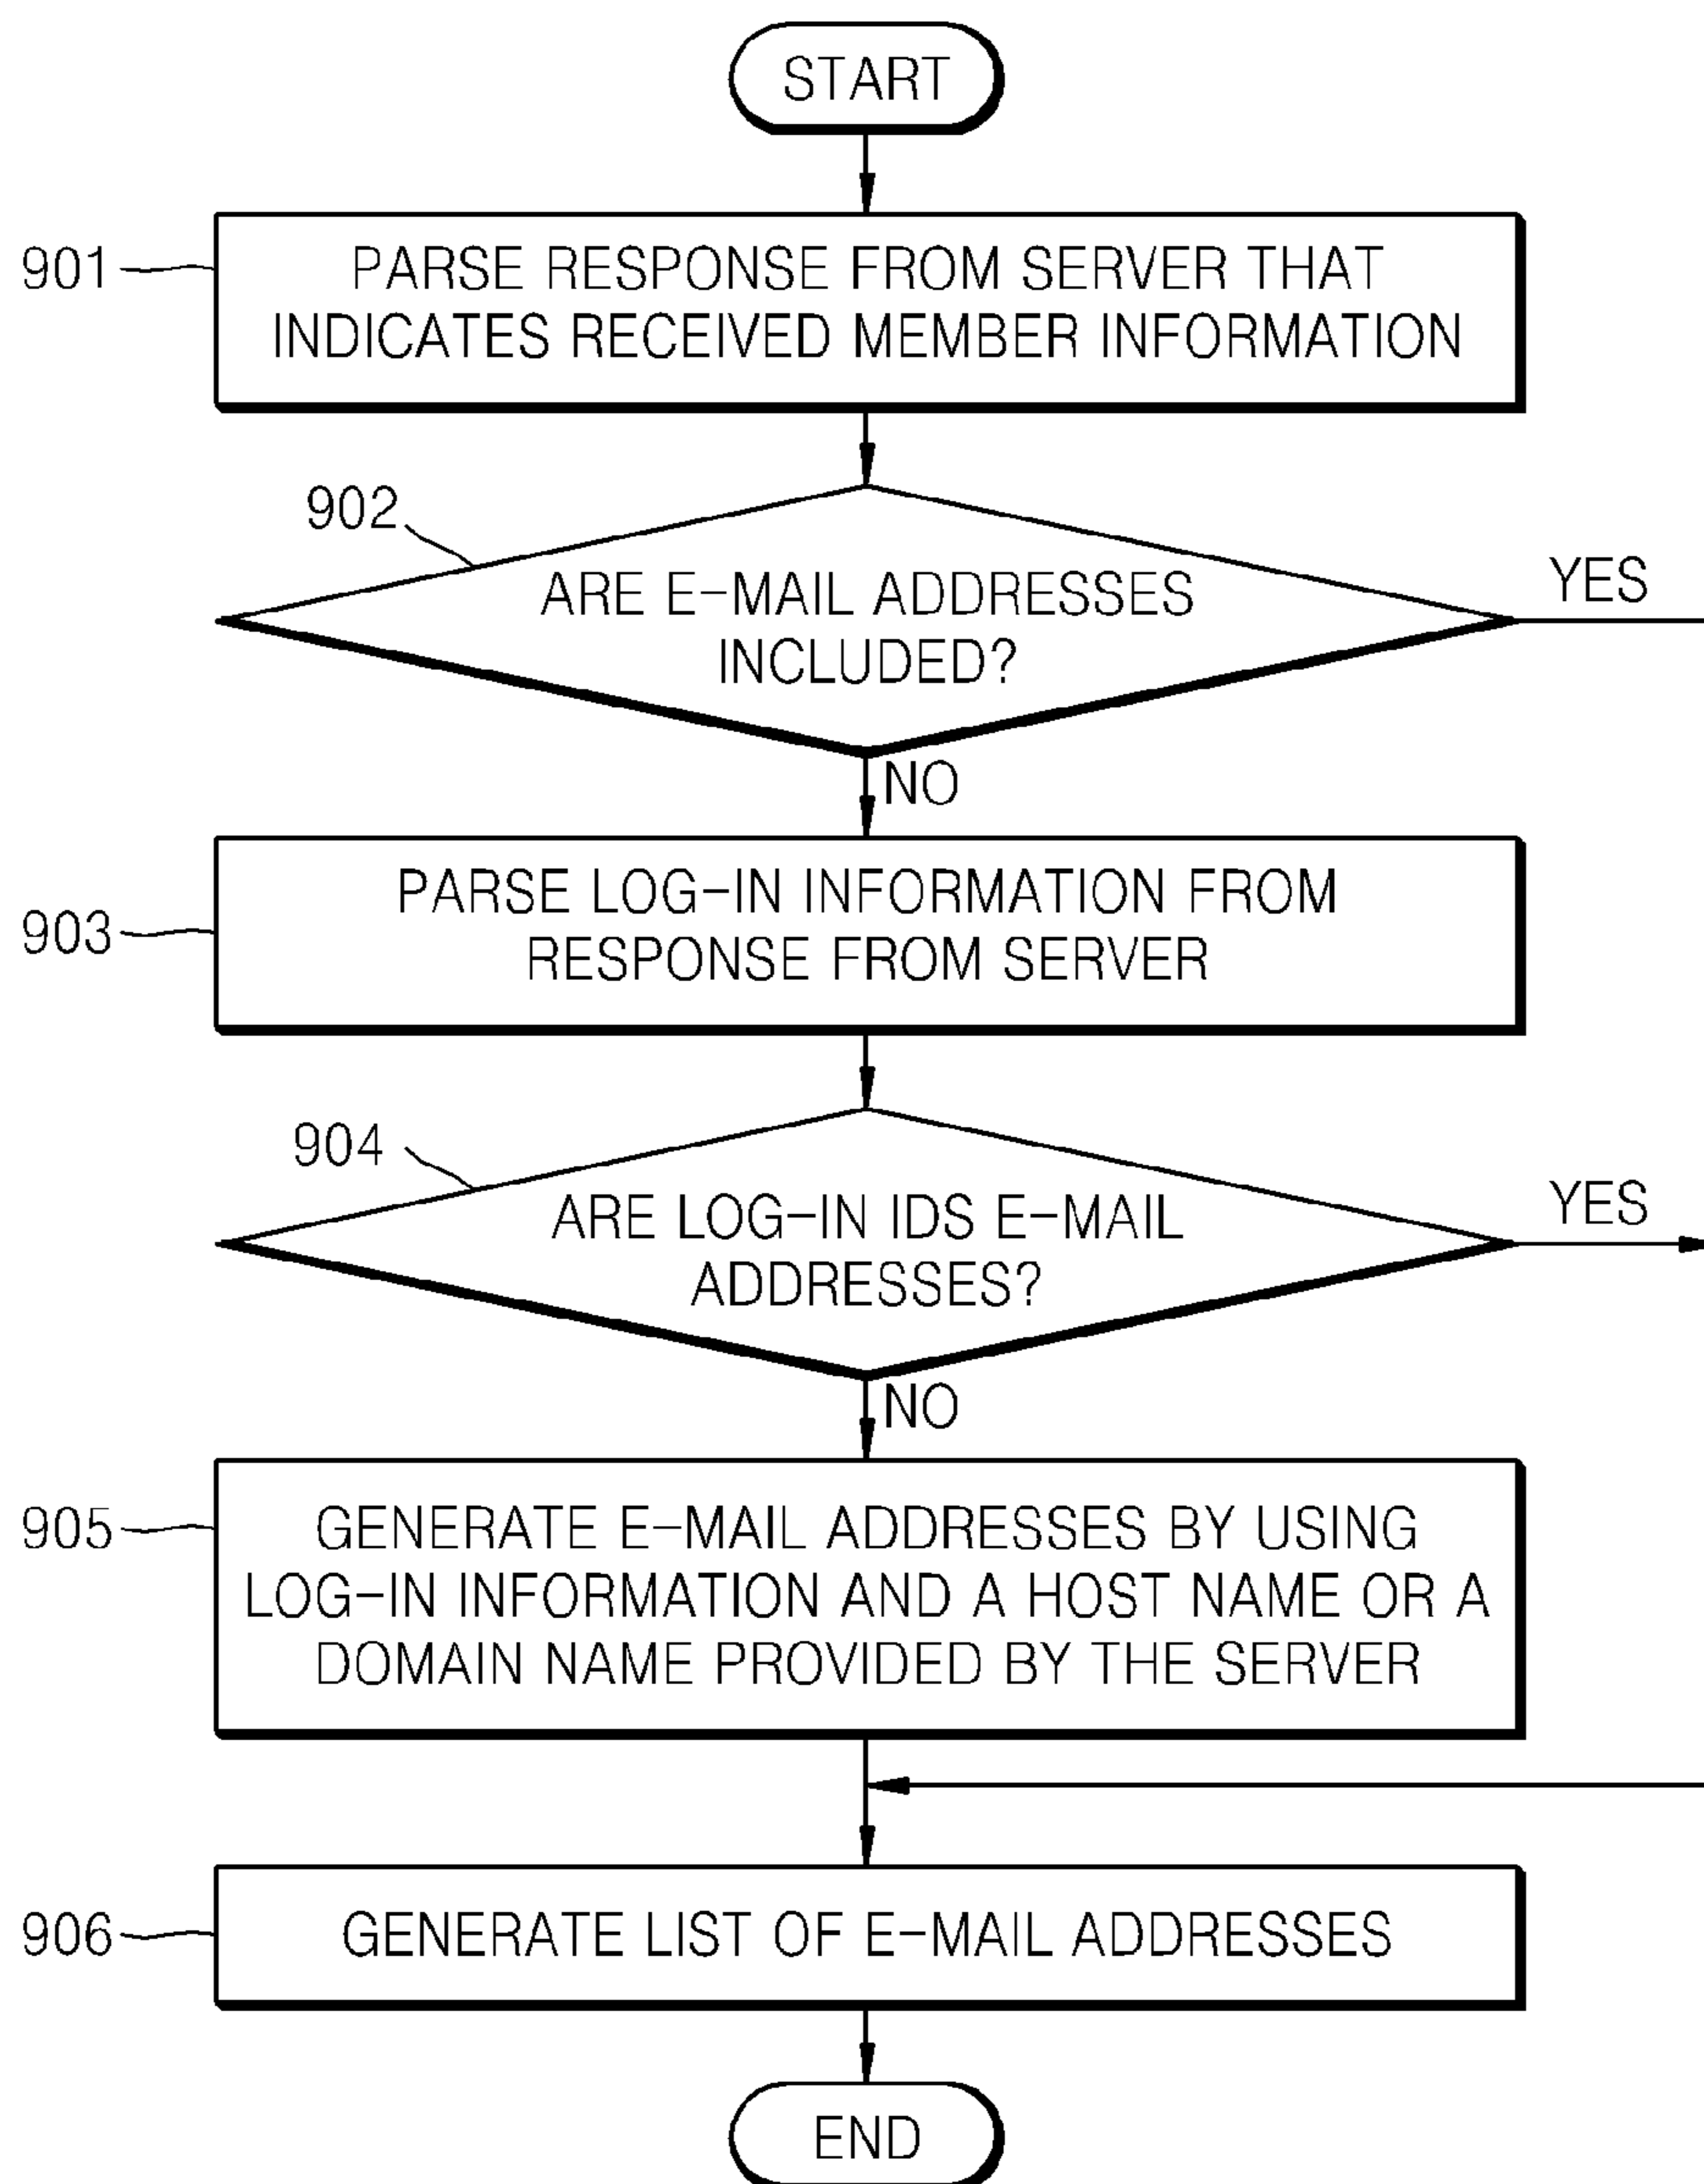 START
901
PARSE RESPONSE FROM SERVER THAT
INDICATES RECEIVED MEMBER INFORMATION
902
ARE E-MAIL ADDRESSES
INCLUDED?
YES
NO
903
PARSE LOG-IN INFORMATION FROM
RESPONSE FROM SERVER
904
ARE LOG-IN IDS E-MAIL
ADDRESSES?
YES
NO
905
GENERATE E-MAIL ADDRESSES BY USING
LOG-IN INFORMATION AND A HOST NAME OR A
DOMAIN NAME PROVIDED BY THE SERVER
906
GENERATE LIST OF E-MAIL ADDRESSES
END